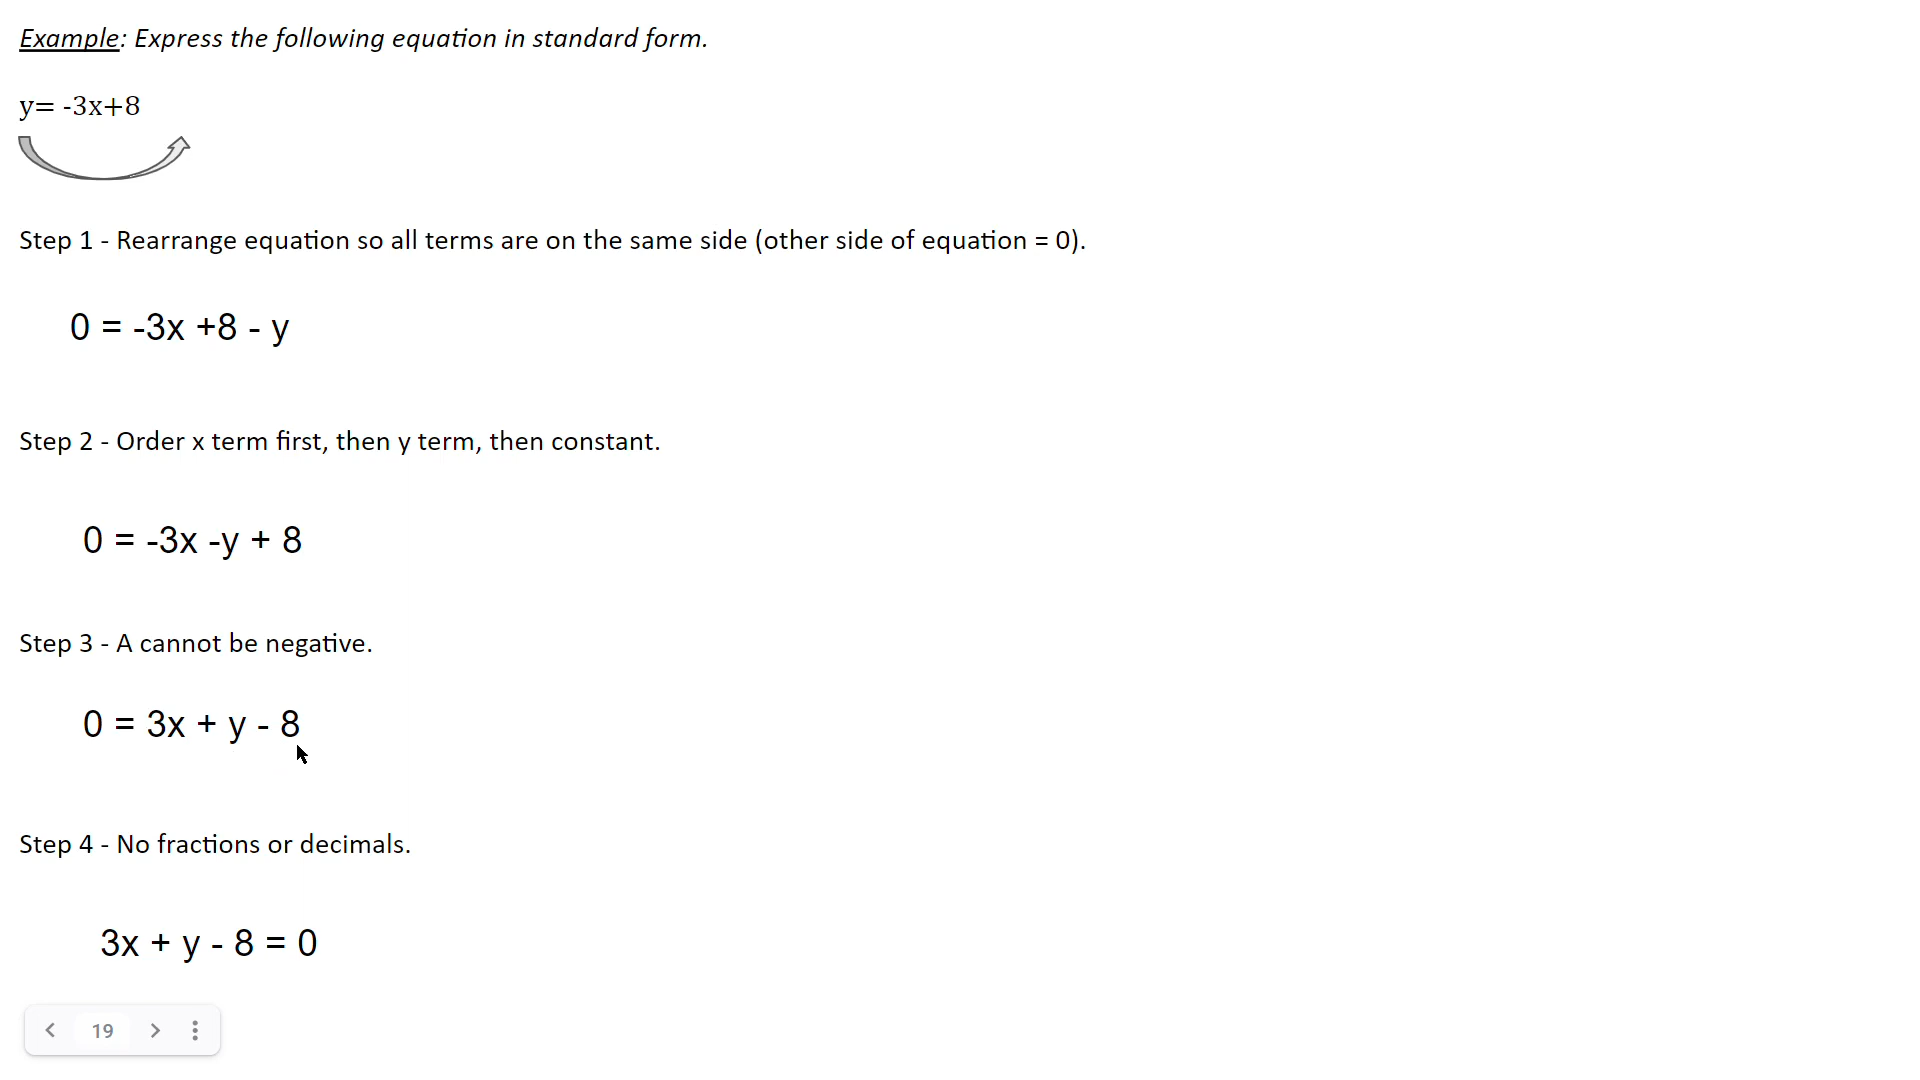 Example: Express the following equation in standard form.
y= -3x+8
Step 1 - Rearrange equation so all terms are on the same side (other side of equation = 0).
0 = -3x +8 - y
Step 2 - Order x term first, then y term, then constant.
0 = -3x -y + 8
Step 3 - A cannot be negative.
0 = 3x + y - 8
Step 4 - No fractions or decimals.
3x + y - 8 = 0
19